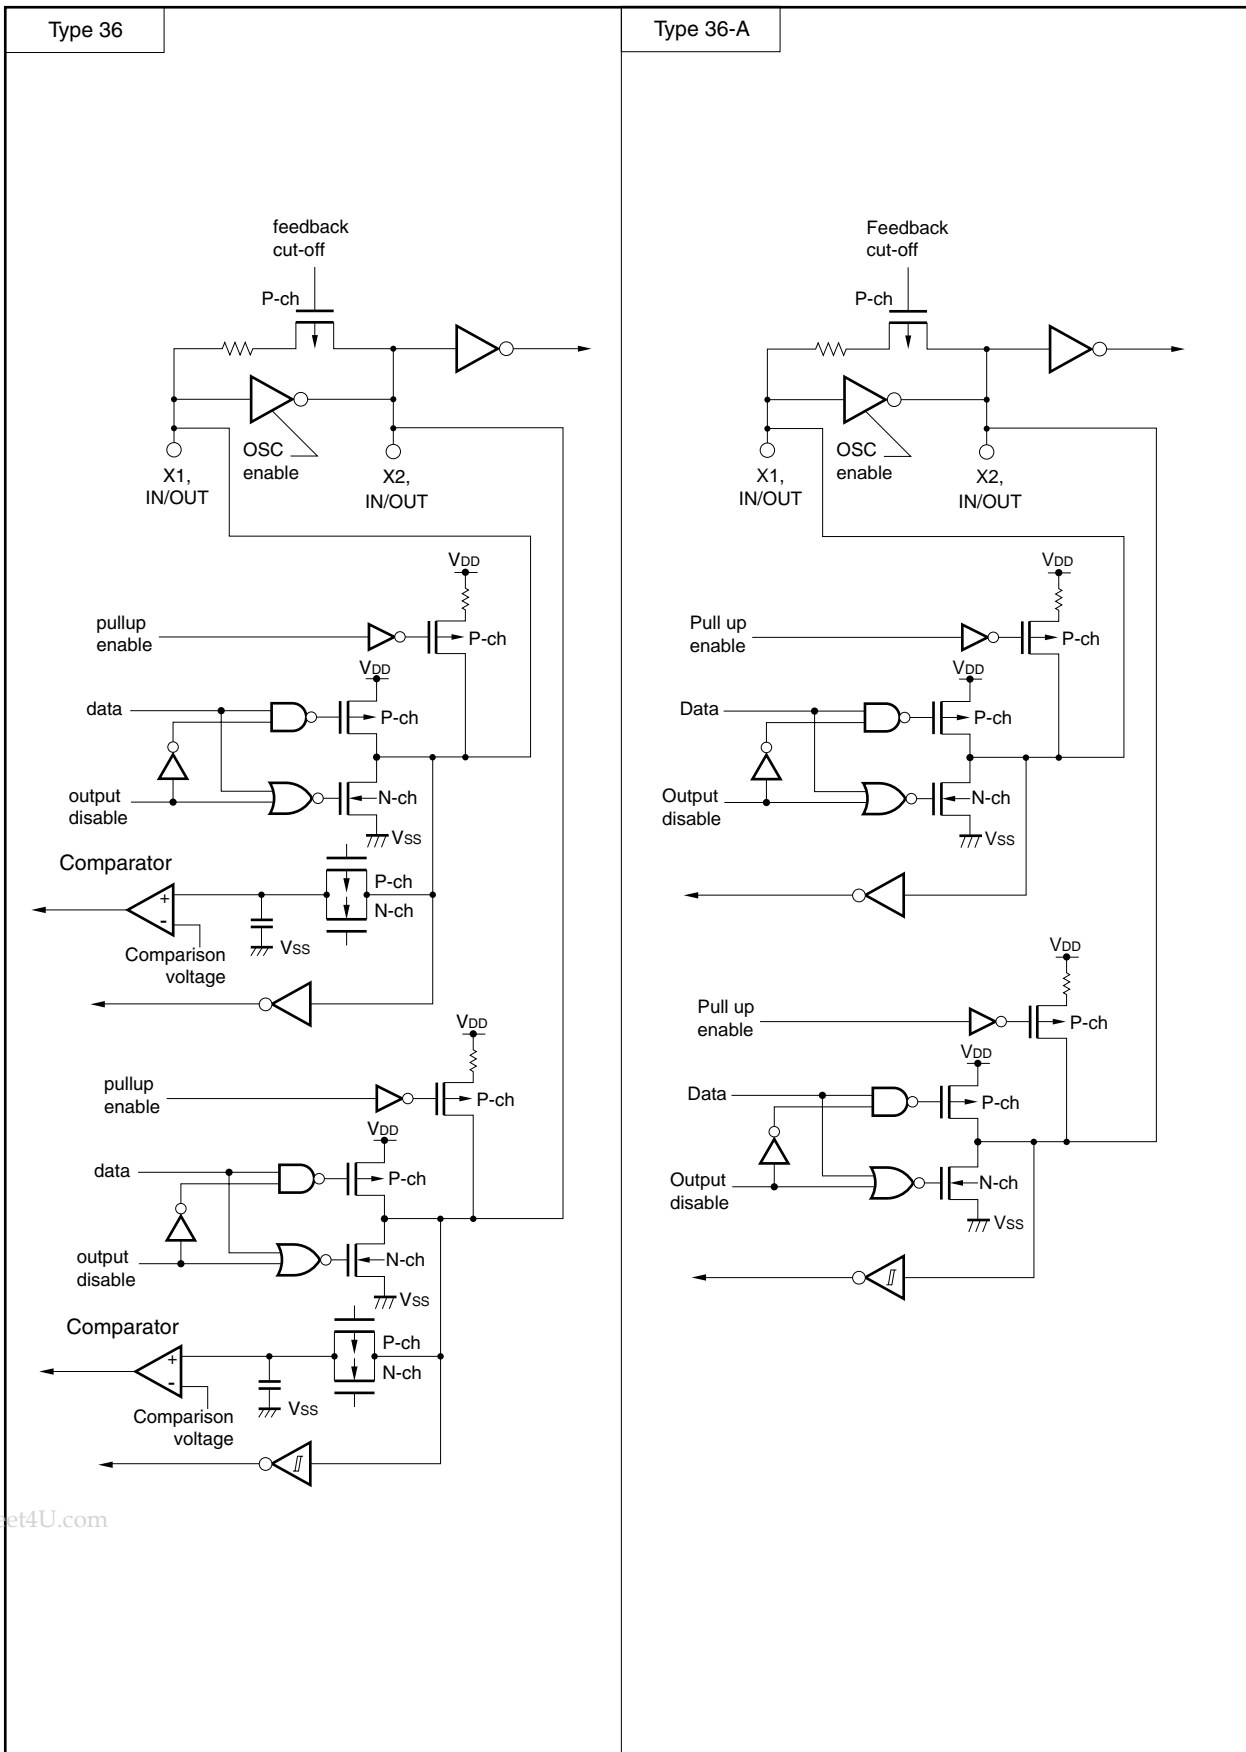 Type 36
feedback
cut-off
P-ch
OSC
enable
X1,
IN/OUT
X2,
IN/OUT
VDD
pullup
enable
P-ch
VDD
data
P-ch
output
disable
N-ch
VSS
Comparator
P-ch
N-ch
+
-
VSS
Comparison
voltage
VDD
pullup
enable
P-ch
VDD
data
P-ch
output
disable
N-ch
VSS
Comparator
P-ch
N-ch
+
-
VSS
Comparison
voltage
Type 36-A
Feedback
cut-off
P-ch
OSC
enable
X1,
IN/OUT
X2,
IN/OUT
VDD
Pull up
enable
P-ch
VDD
Data
P-ch
Output
disable
N-ch
VSS
VDD
Pull up
enable
P-ch
VDD
Data
P-ch
Output
disable
N-ch
VSS
et4U.com